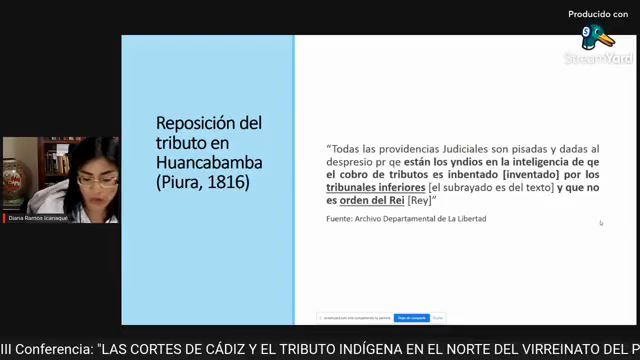 Producido con
StreamYard
Reposición del
tributo en
Huancabamba
(Piura, 1816)
“Todas las providencias Judiciales son pisadas y dadas al
despresio pr qe están los yndios en la inteligencia de qe
el cobro de tributos es inbentado [inventado] por los
tribunales inferiores [el subrayado es del texto] y que no
es orden del Rei [Rey]”
Fuente: Archivo Departamental de La Libertad
Diana Ramoa Icanaqué
III Conferencia: "LAS CORTES DE CÁDIZ Y EL TRIBUTO INDÍGENA EN EL NORTE DEL VIRREINATO DEL P